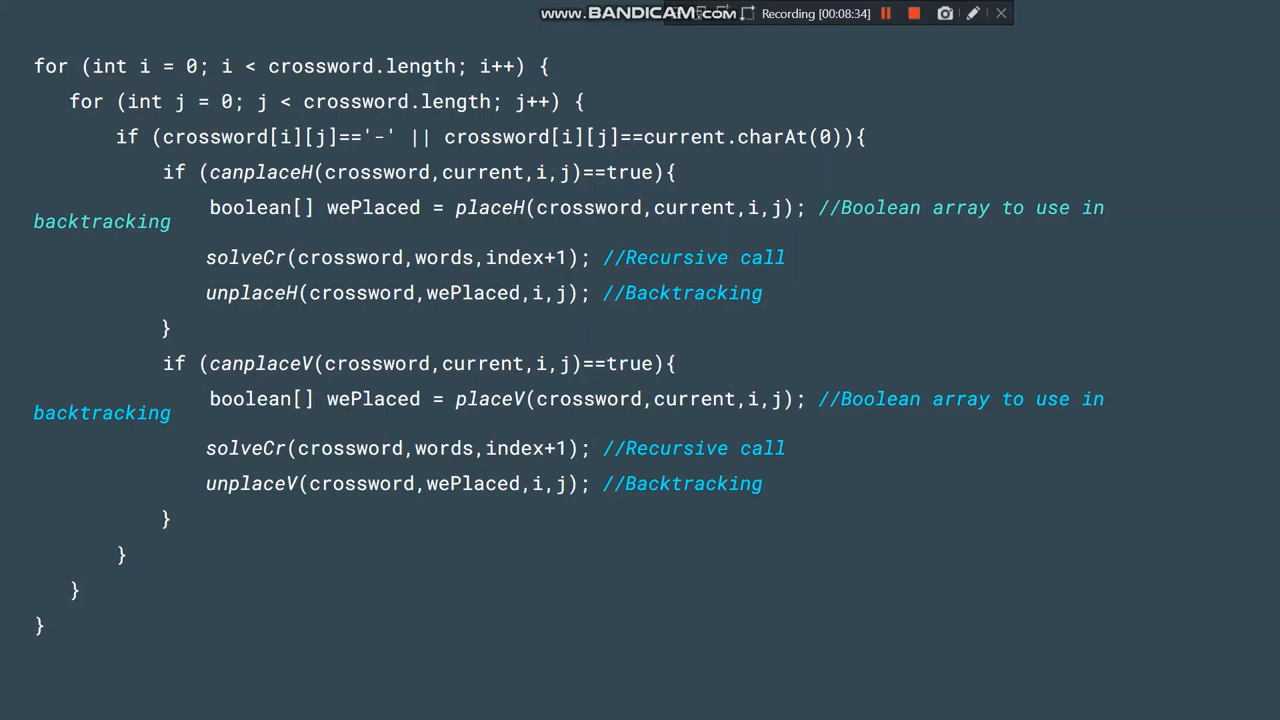 www.BANDICAM.com
Recording [00:08:34]
for (int i = 0; i < crossword.length; i++) {
for (int j = 0; j < crossword.length; j++) {
if (crossword[i][j]=='-' || crossword[i][j]==current.charAt(0)){
if (canplaceH(crossword,current,i,j)==true){
boolean[] wePlaced = placeH(crossword,current,i,j); //Boolean array to use in
backtracking
solveCr(crossword,words,index+1); //Recursive call
unplaceH(crossword,wePlaced,i,j); //Backtracking
}
if (canplaceV(crossword,current,i,j)==true){
boolean[] wePlaced = placeV(crossword,current,i,j); //Boolean array to use in
backtracking
solveCr(crossword,words,index+1); //Recursive call
unplaceV(crossword,wePlaced,i,j); //Backtracking
}
}
}
}